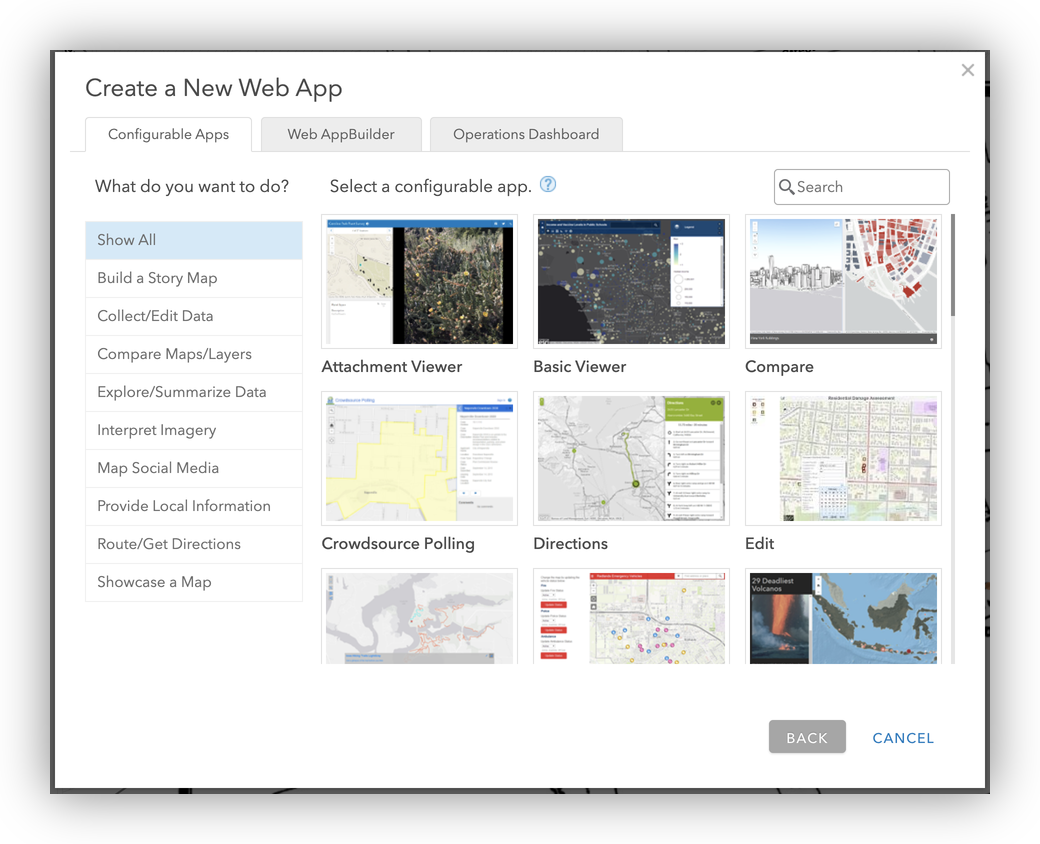 Create a New Web App
Configurable Apps
Web AppBuilder
Operations Dashboard
What do you want to do?
Select a configurable app.
?
Search
Show All
Build a Story Map
Collect/Edit Data
Compare Maps/Layers
Explore/Summarize Data
Interpret Imagery
Map Social Media
Provide Local Information
Route/Get Directions
Showcase a Map
Attachment Viewer
Basic Viewer
Compare
Crowdsource Polling
Residential Damage Assessment
Crowdsource Polling
Directions
Edit
29 Deadliest
Volcanos
BACK
CANCEL